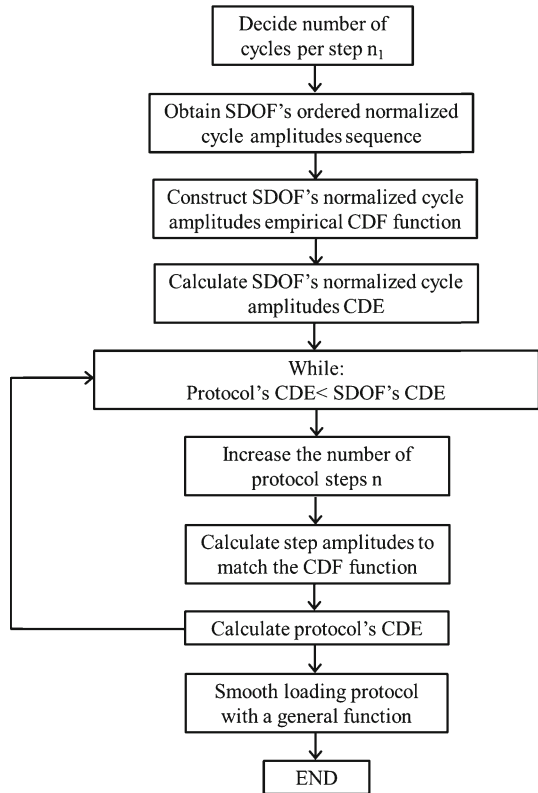 Decide number of
cycles per step n₁
Obtain SDOF's ordered normalized
cycle amplitudes sequence
Construct SDOF's normalized cycle
amplitudes empirical CDF function
Calculate SDOF's normalized cycle
amplitudes CDE
While:
Protocol's CDE< SDOF's CDE
Increase the number of
protocol steps n
Calculate step amplitudes to
match the CDF function
Calculate protocol's CDE
Smooth loading protocol
with a general function
END